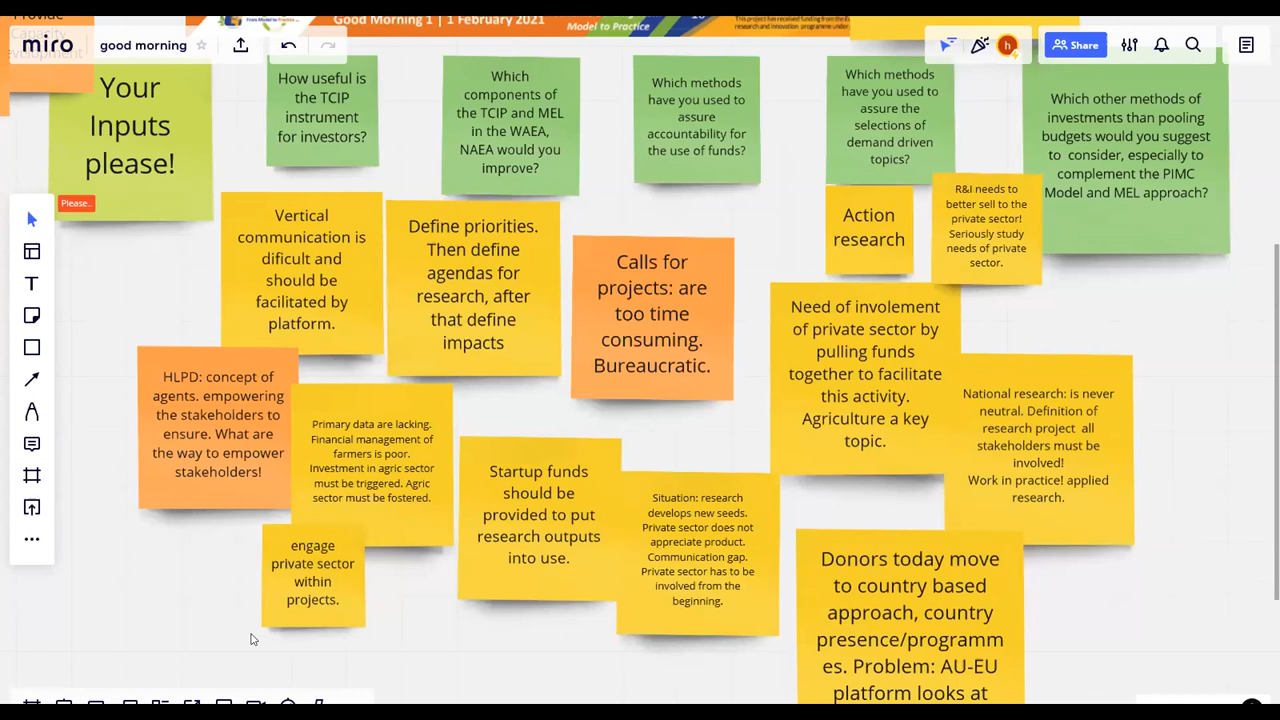 Provide
Capacity
Development
From Model to Practice ...
Good Morning 1 | 1 February 2021
Model to Practice
This project has received funding from the Eu
research and innovation programme under
miro
good morning
h
Share
Your
Inputs
please!
Please..
How useful is
the TCIP
instrument
for investors?
Which
components of
the TCIP and MEL
in the WAEA,
NAEA would you
improve?
Which methods
have you used to
assure
accountability for
the use of funds?
Which methods
have you used to
assure the
selections of
demand driven
topics?
Which other methods of
investments than pooling
budgets would you suggest
to consider, especially to
complement the PIMC
Model and MEL approach?
Vertical
communication is
dificult and
should be
facilitated by
platform.
Define priorities.
Then define
agendas for
research, after
that define
impacts
Calls for
projects: are
too time
consuming.
Bureaucratic.
Action
research
R&I needs to
better sell to the
private sector!
Seriously study
needs of private
sector.
Need of involement
of private sector by
pulling funds
together to facilitate
this activity.
Agriculture a key
topic.
HLPD: concept of
agents. empowering
the stakeholders to
ensure. What are
the way to empower
stakeholders!
Primary data are lacking.
Financial management of
farmers is poor.
Investment in agric sector
must be triggered. Agric
sector must be fostered.
National research: is never
neutral. Definition of
research project all
stakeholders must be
involved!
Work in practice! applied
research.
Startup funds
should be
provided to put
research outputs
into use.
Situation: research
develops new seeds.
Private sector does not
appreciate product.
Communication gap.
Private sector has to be
involved from the
beginning.
engage
private sector
within
projects.
Donors today move
to country based
approach, country
presence/programm
es. Problem: AU-EU
platform looks at